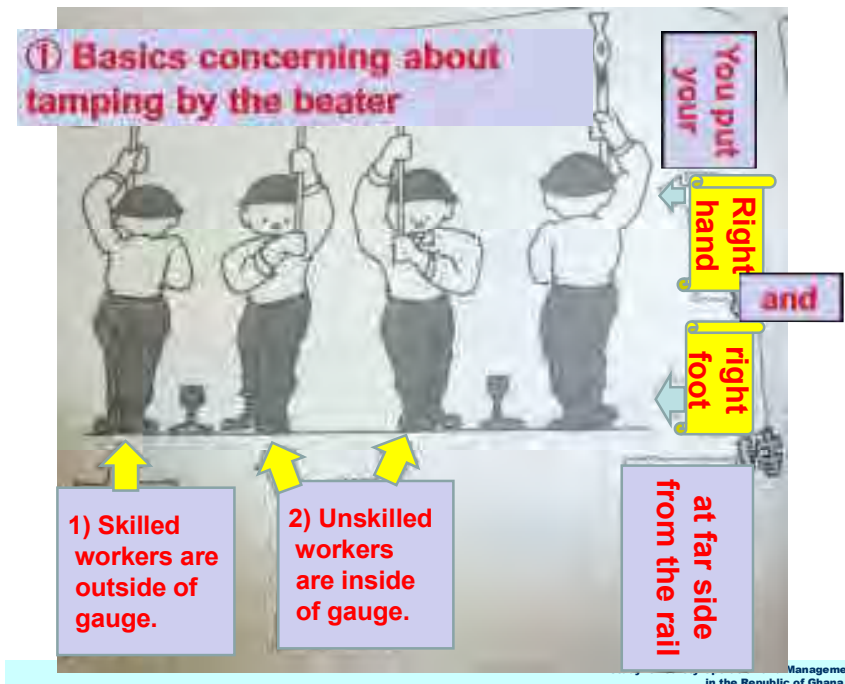 ① Basics concerning about
tamping by the beater
You put
your
Right
hand
and
right
foot
at far side
from the rail
1) Skilled
workers are
outside of
gauge.
2) Unskilled
workers
are inside
of gauge.
Manageme
in the Republic of Ghana